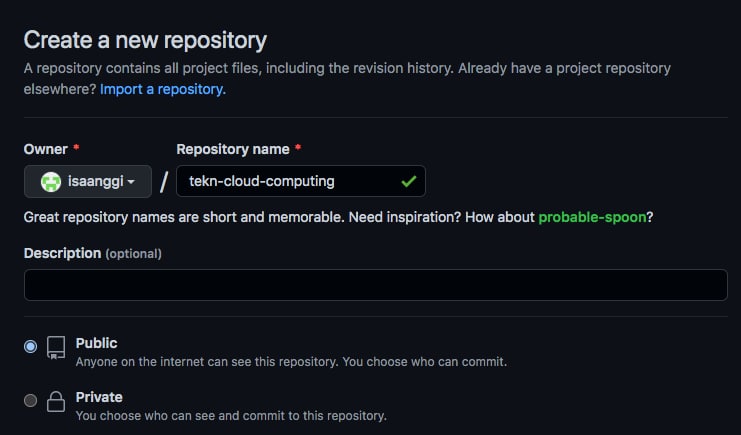 Create a new repository
A repository contains all project files, including the revision history. Already have a project repository
elsewhere? Import a repository.
Owner * Repository name *
isaanggi / tekn-cloud-computing
Great repository names are short and memorable. Need inspiration? How about probable-spoon?
Description (optional)
Public
Anyone on the internet can see this repository. You choose who can commit.
Private
You choose who can see and commit to this repository.